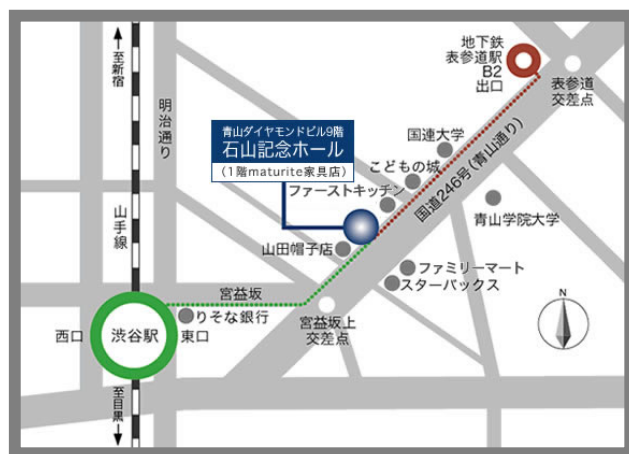 至新宿
明治通り
山手線
地下鉄
表参道駅
B2
出口
表参道
交差点
青山ダイヤモンドビル9階
石山記念ホール
(1階maturite家具店)
国連大学
こどもの城
ファーストキッチン
国道246号(青山通り)
青山学院大学
山田帽子店
ファミリーマート
スターバックス
宮益坂
りそな銀行
宮益坂上
交差点
西口
渋谷駅
東口
至目黒
N